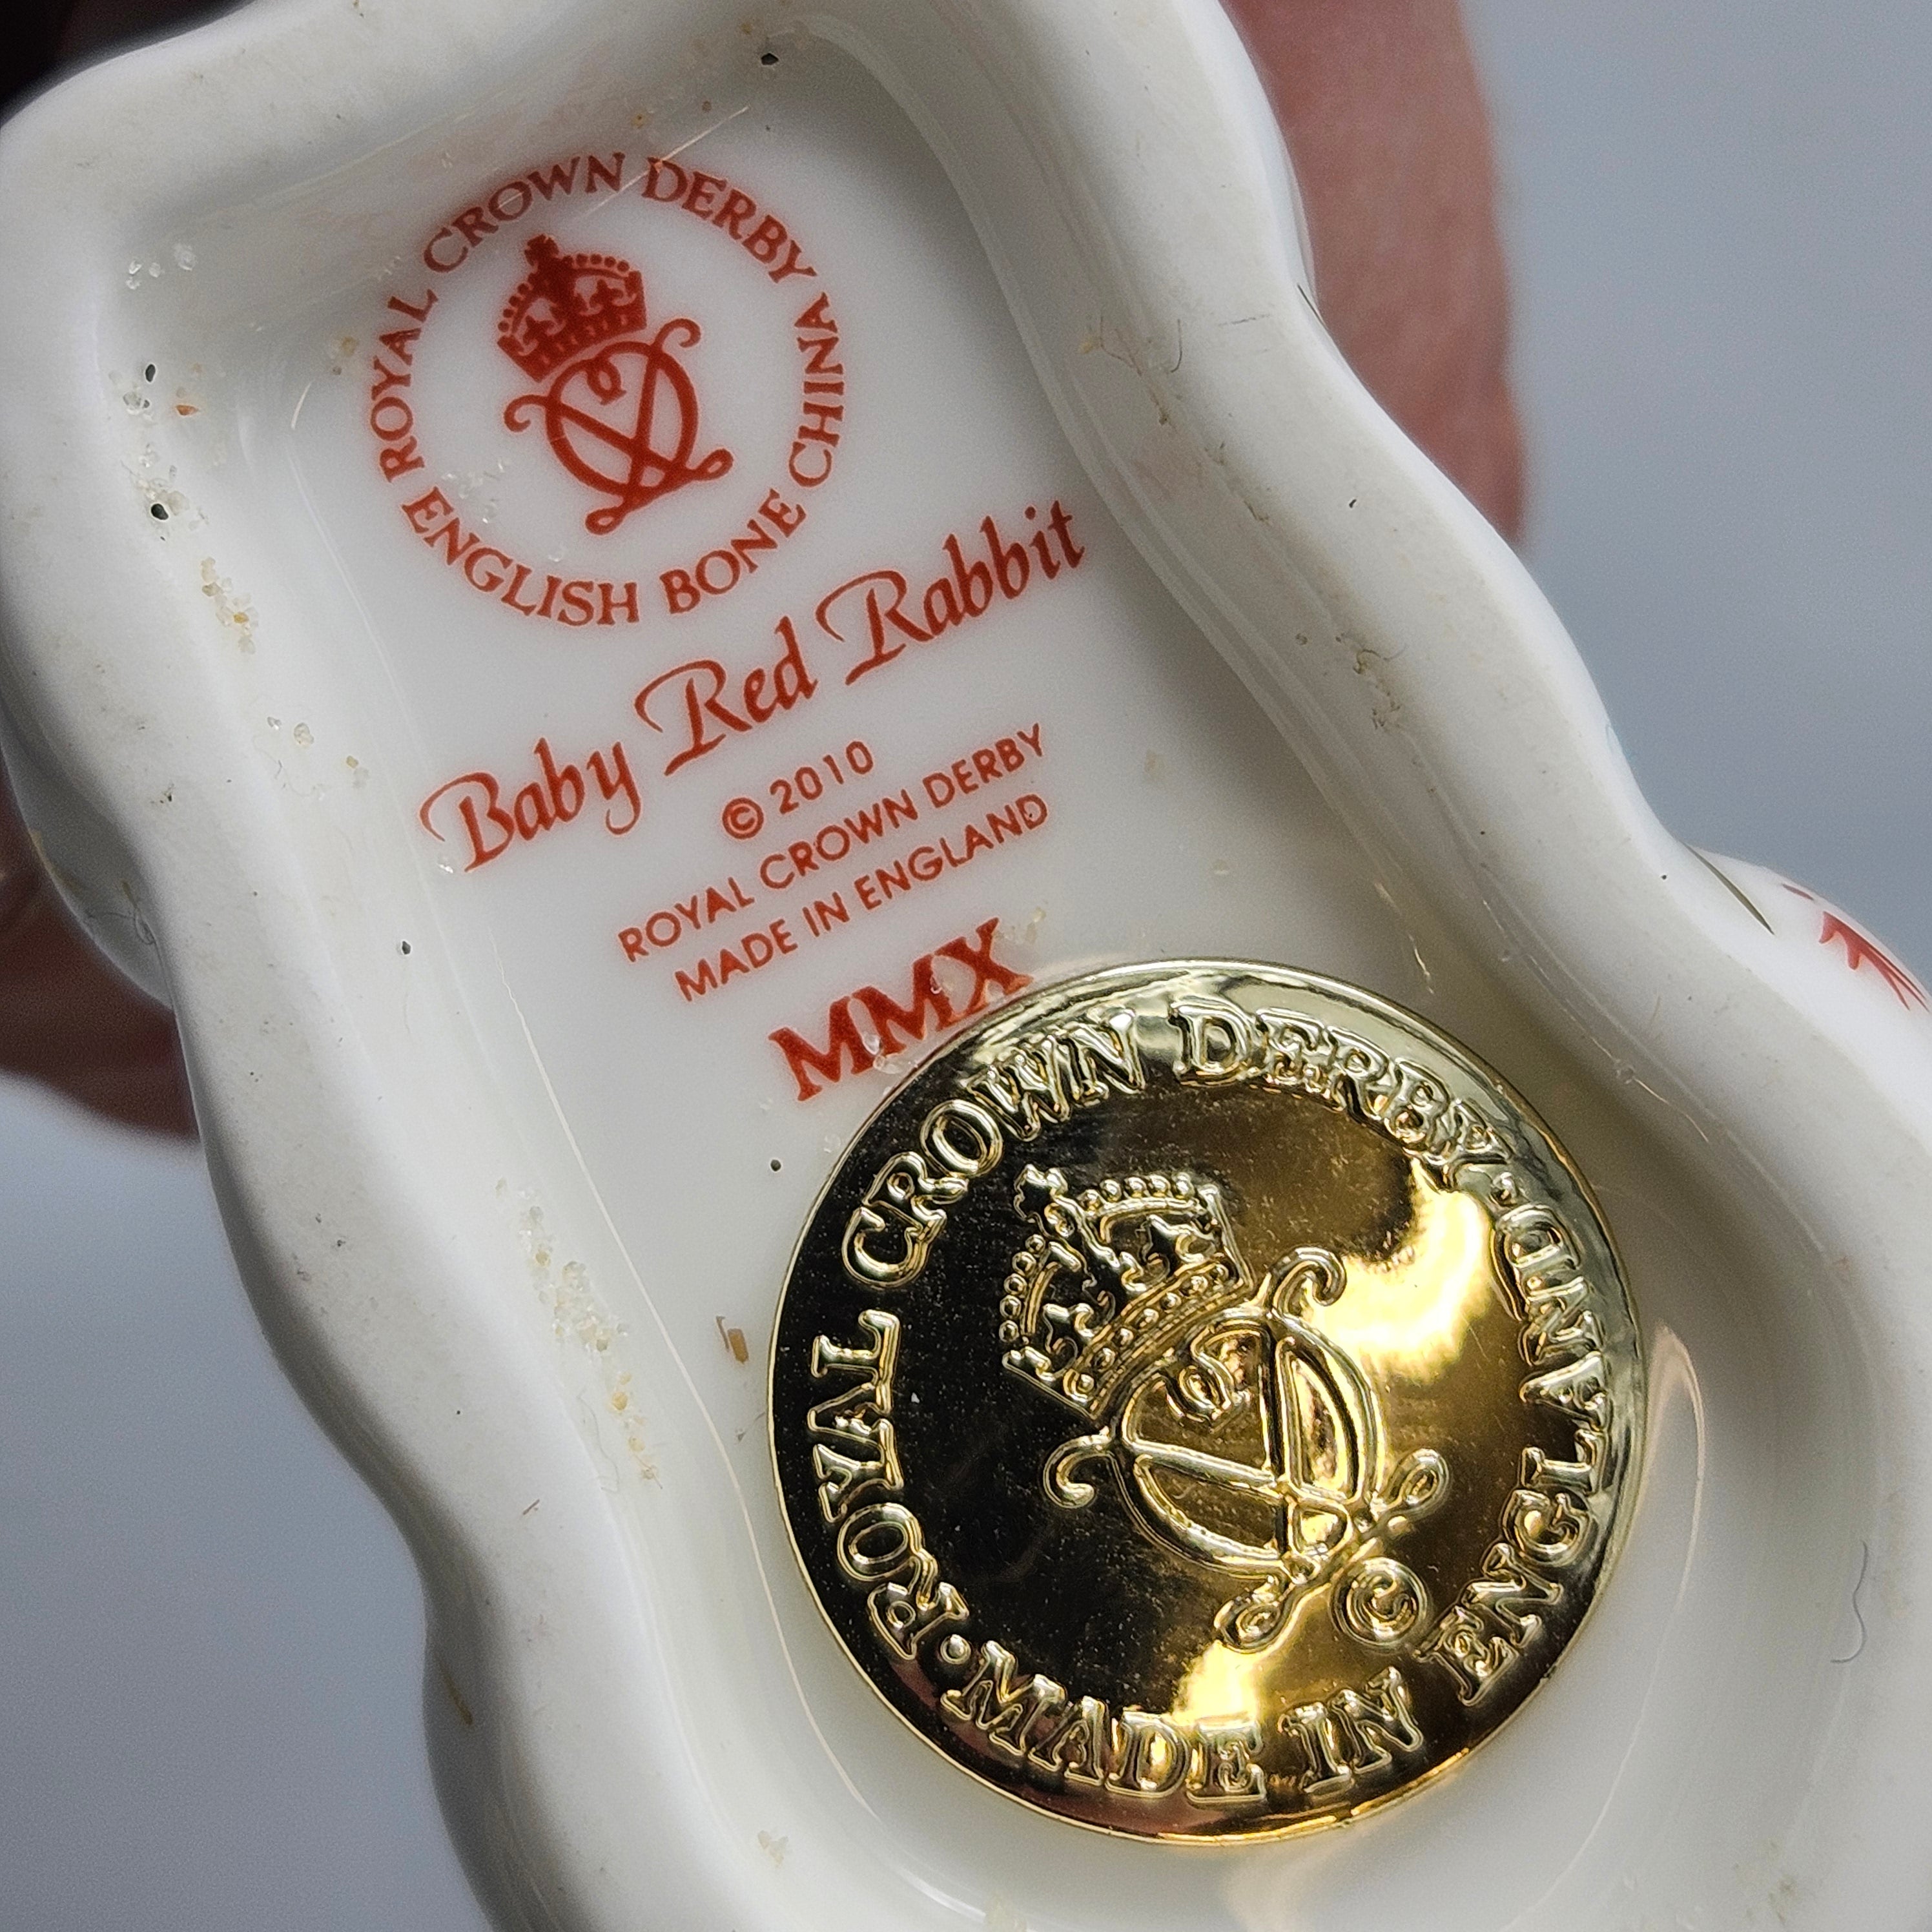 ROYAL CROWN DERBY
ENGLISH BONE CHINA
Baby Red Rabbit
© 2010
ROYAL CROWN DERBY
MADE IN ENGLAND
MMX
ROYAL CROWN DERBY · DINNID
· MADE IN ENGLAND
©